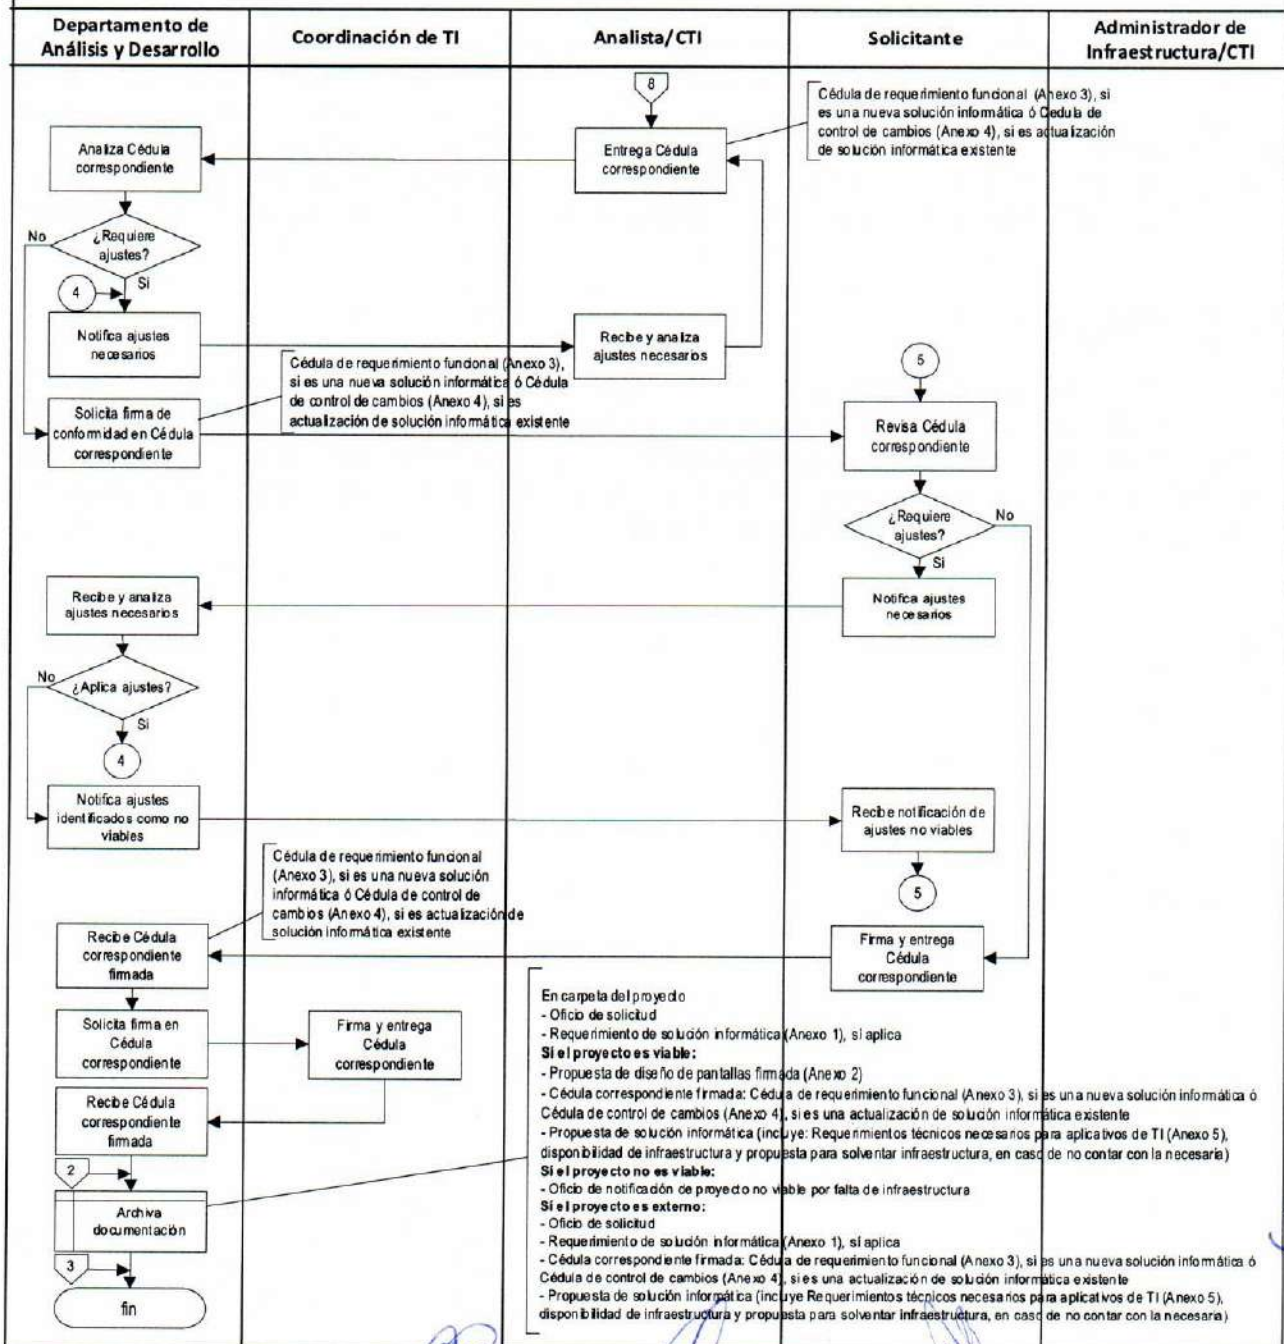 Departamento de
Análisis y Desarrollo
Coordinación de TI
Analista/CTI
Solicitante
Administrador de
Infraestructura/CTI
8
Cédula de requerimiento funcional (Anexo 3), si
es una nueva solución informática ó Cedula de
control de cambios (Anexo 4), si es actualización
de solución informática existente
Analiza Cédula
correspondiente
Entrega Cédula
correspondiente
No
¿Requiere
ajustes?
Si
4
Notifica ajustes
necesarios
Recibe y analiza
ajustes necesarios
Cédula de requerimiento funcional (Anexo 3),
si es una nueva solución informática ó Cédula
de control de cambios (Anexo 4), si es
actualización de solución informática existente
5
Solicita firma de
conformidad en Cédula
correspondiente
Revisa Cédula
correspondiente
¿Requiere
ajustes?
No
Si
Recibe y analiza
ajustes necesarios
Notifica ajustes
necesarios
No
¿Aplica ajustes?
Si
4
Notifica ajustes
identificados como no
viables
Recibe notificación de
ajustes no viables
5
Cédula de requerimiento funcional
(Anexo 3), si es una nueva solución
informática ó Cédula de control de
cambios (Anexo 4), si es actualización de
solución informática existente
Recibe Cédula
correspondiente
firmada
Firma y entrega
Cédula
correspondiente
Solicita firma en
Cédula
correspondiente
Firma y entrega
Cédula
correspondiente
Recibe Cédula
correspondiente
firmada
2
Archiva
documentación
3
fin
En carpeta del proyecto
- Oficio de solicitud
- Requerimiento de solución informática (Anexo 1), si aplica
Si el proyecto es viable:
- Propuesta de diseño de pantallas firmada (Anexo 2)
- Cédula correspondiente firmada: Cédula de requerimiento funcional (Anexo 3), si es una nueva solución informática ó
Cédula de control de cambios (Anexo 4), si es una actualización de solución informática existente
- Propuesta de solución informática (incluye: Requerimientos técnicos necesarios para aplicativos de TI (Anexo 5),
disponibilidad de infraestructura y propuesta para solventar infraestructura, en caso de no contar con la necesaria)
Si el proyecto no es viable:
- Oficio de notificación de proyecto no viable por falta de infraestructura
Si el proyecto es externo:
- Oficio de solicitud
- Requerimiento de solución informática (Anexo 1), si aplica
- Cédula correspondiente firmada: Cédula de requerimiento funcional (Anexo 3), si es una nueva solución informática ó
Cédula de control de cambios (Anexo 4), si es una actualización de solución informática existente
- Propuesta de solución informática (incluye Requerimientos técnicos necesarios para aplicativos de TI (Anexo 5),
disponibilidad de infraestructura y propuesta para solventar infraestructura, en caso de no contar con la necesaria)